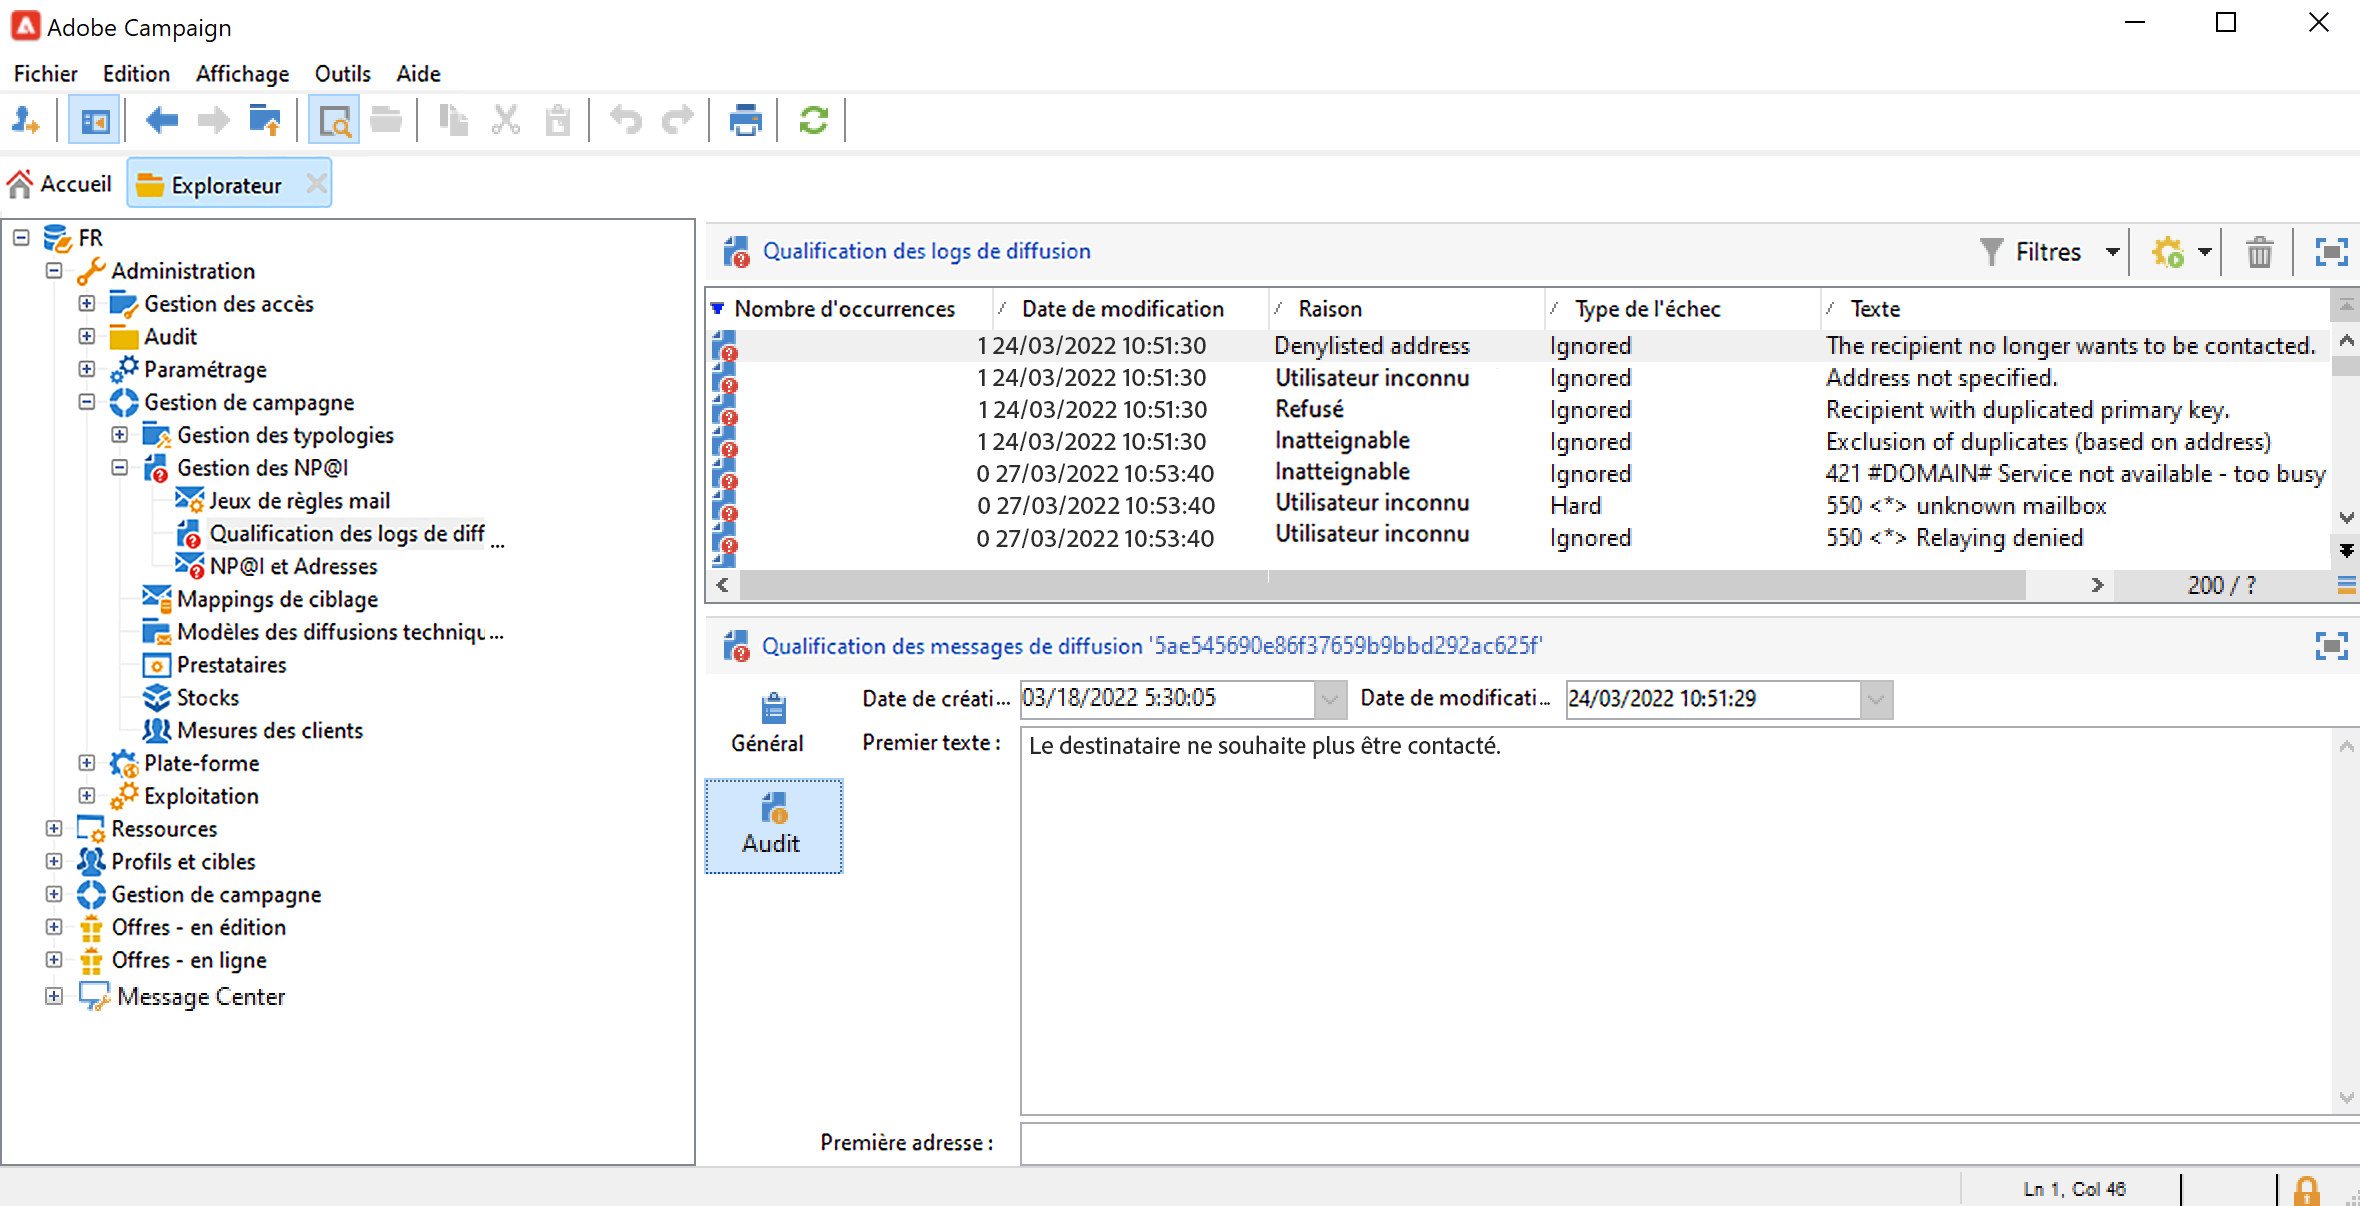 Adobe Campaign
Fichier Edition Affichage Outils Aide
Accueil Explorateur
FR
Administration
Gestion des accès
Audit
Paramétrage
Gestion de campagne
Gestion des typologies
Gestion des NP@I
Jeux de règles mail
Qualification des logs de diff ...
NP@I et Adresses
Mappings de ciblage
Modèles des diffusions techniqu...
Prestataires
Stocks
Mesures des clients
Plate-forme
Exploitation
Ressources
Profils et cibles
Gestion de campagne
Offres - en édition
Offres - en ligne
Message Center
Qualification des logs de diffusion Filtres
Nombre d'occurrences Date de modification Raison Type de l'échec Texte
1 24/03/2022 10:51:30 Denylisted address Ignored The recipient no longer wants to be contacted.
1 24/03/2022 10:51:30 Utilisateur inconnu Ignored Address not specified.
1 24/03/2022 10:51:30 Refusé Ignored Recipient with duplicated primary key.
1 24/03/2022 10:51:30 Inatteignable Ignored Exclusion of duplicates (based on address)
0 27/03/2022 10:53:40 Inatteignable Ignored 421 #DOMAIN# Service not available - too busy
0 27/03/2022 10:53:40 Utilisateur inconnu Hard 550 <*> unknown mailbox
0 27/03/2022 10:53:40 Utilisateur inconnu Ignored 550 <*> Relaying denied
200 / ?
Qualification des messages de diffusion '5ae545690e86f37659b9bbd292ac625f'
Général
Audit
Date de créati... 03/18/2022 5:30:05 Date de modificati... 24/03/2022 10:51:29
Premier texte : Le destinataire ne souhaite plus être contacté.
Première adresse :
Ln 1, Col 46